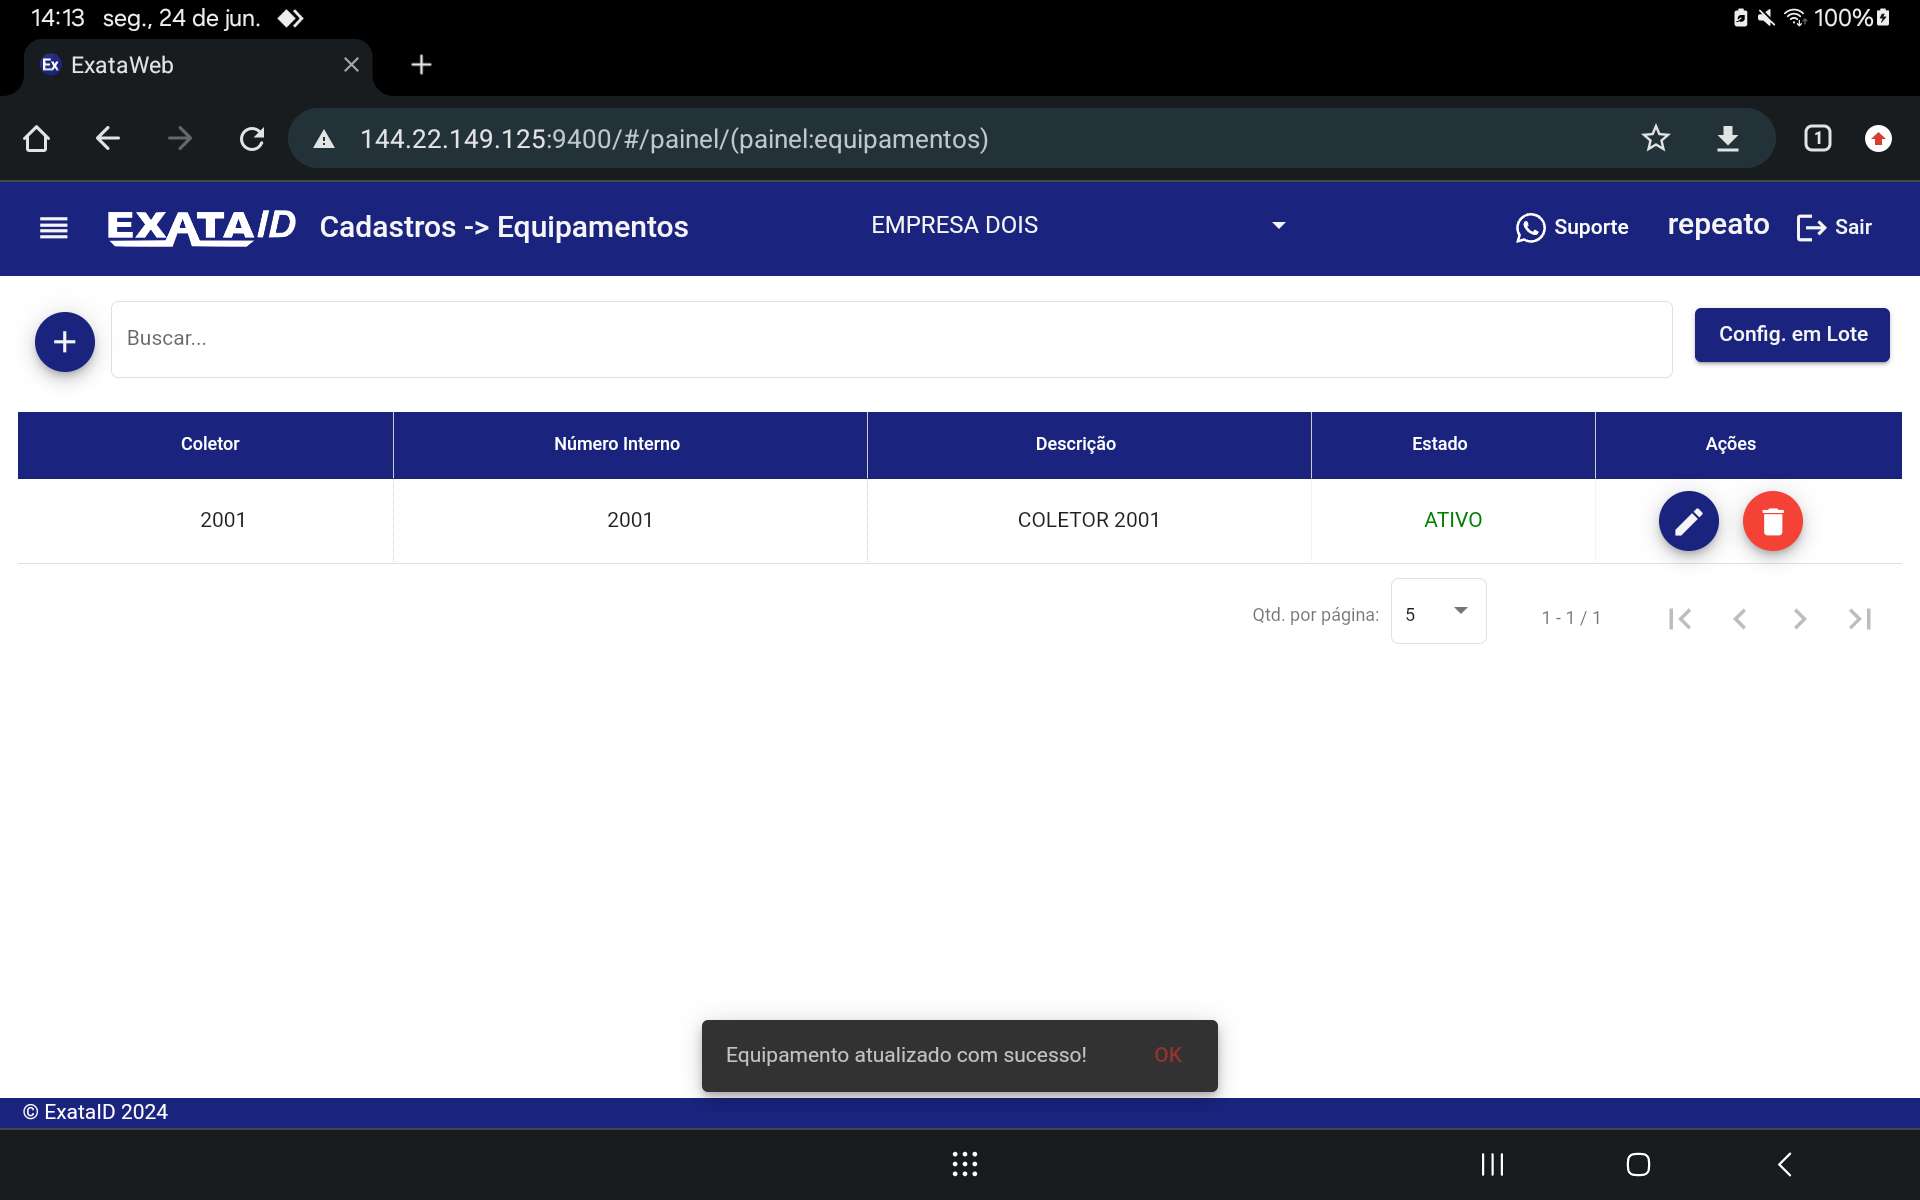 14:13 seg., 24 de jun. 100%
Ex ExataWeb
144.22.149.125:9400/#/painel/(painel:equipamentos) 1
EXATAID Cadastros -> Equipamentos EMPRESA DOIS Suporte repeato Sair
Buscar... Config. em Lote
Coletor Número Interno Descrição Estado Ações
2001 2001 COLETOR 2001 ATIVO
Qtd. por página: 5 1 - 1 / 1
Equipamento atualizado com sucesso! OK
© ExataID 2024